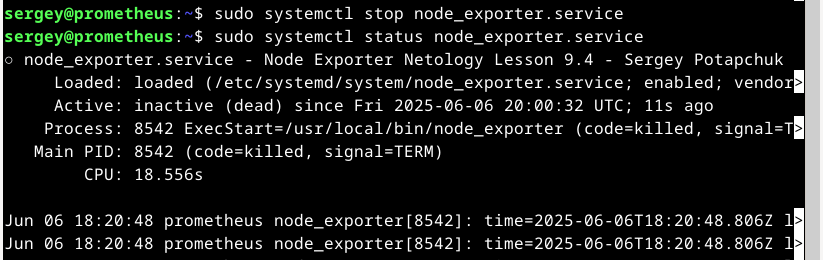 sergey@prometheus:~$ sudo systemctl stop node_exporter.service
sergey@prometheus:~$ sudo systemctl status node_exporter.service
○ node_exporter.service - Node Exporter Netology Lesson 9.4 - Sergey Potapchuk
Loaded: loaded (/etc/systemd/system/node_exporter.service; enabled; vendor>
Active: inactive (dead) since Fri 2025-06-06 20:00:32 UTC; 11s ago
Process: 8542 ExecStart=/usr/local/bin/node_exporter (code=killed, signal=T>
Main PID: 8542 (code=killed, signal=TERM)
CPU: 18.556s
Jun 06 18:20:48 prometheus node_exporter[8542]: time=2025-06-06T18:20:48.806Z l>
Jun 06 18:20:48 prometheus node_exporter[8542]: time=2025-06-06T18:20:48.806Z l>